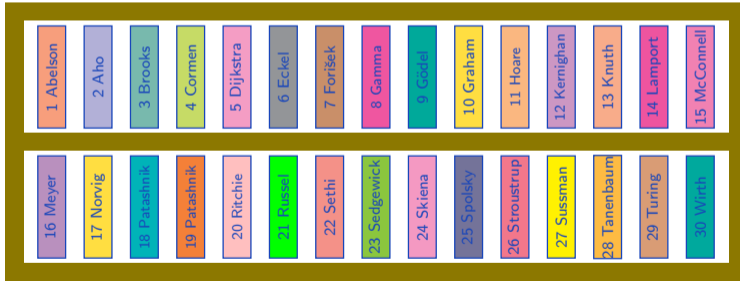 1 Abelson
2 Aho
3 Brooks
4 Cormen
5 Dijkstra
6 Eckel
7 Forišek
8 Gamma
9 Gödel
10 Graham
11 Hoare
12 Kernighan
13 Knuth
14 Lamport
15 McConnell
16 Meyer
17 Norvig
18 Patashnik
19 Patashnik
20 Ritchie
21 Russel
22 Sethi
23 Sedgewick
24 Skiena
25 Spolsky
26 Stroustrup
27 Sussman
28 Tanenbaum
29 Turing
30 Wirth